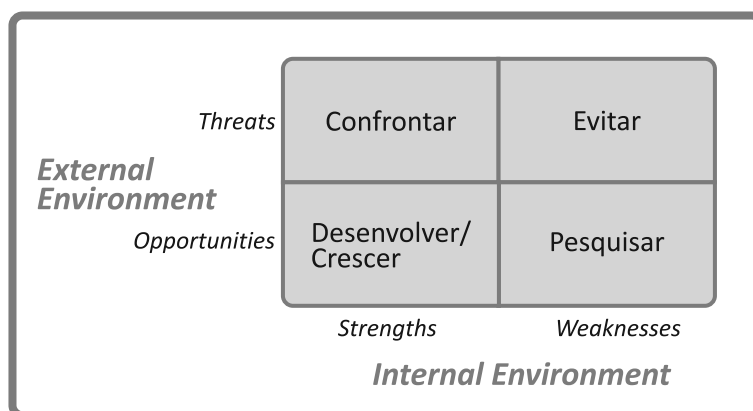 Threats
Confrontar
Evitar
External
Environment
Opportunities
Desenvolver/
Crescer
Pesquisar
Strengths
Weaknesses
Internal Environment